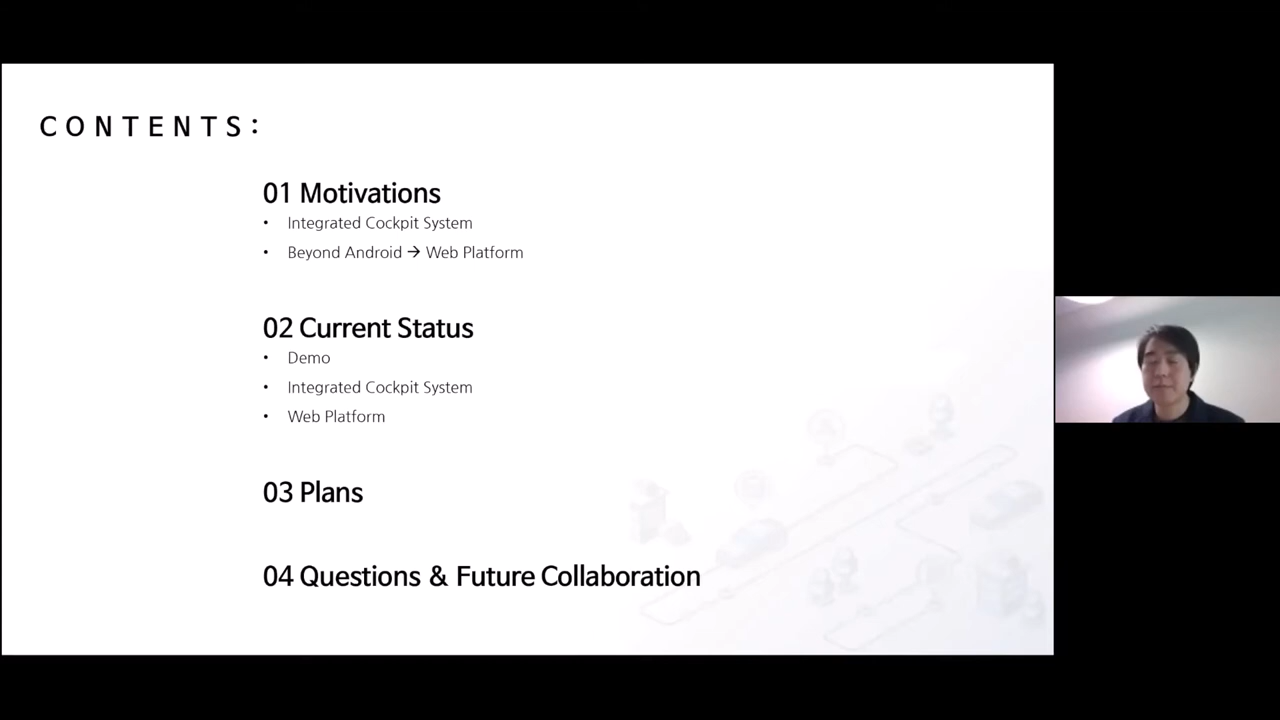 CONTENTS:
01 Motivations
• Integrated Cockpit System
• Beyond Android → Web Platform
02 Current Status
• Demo
• Integrated Cockpit System
• Web Platform
03 Plans
04 Questions & Future Collaboration